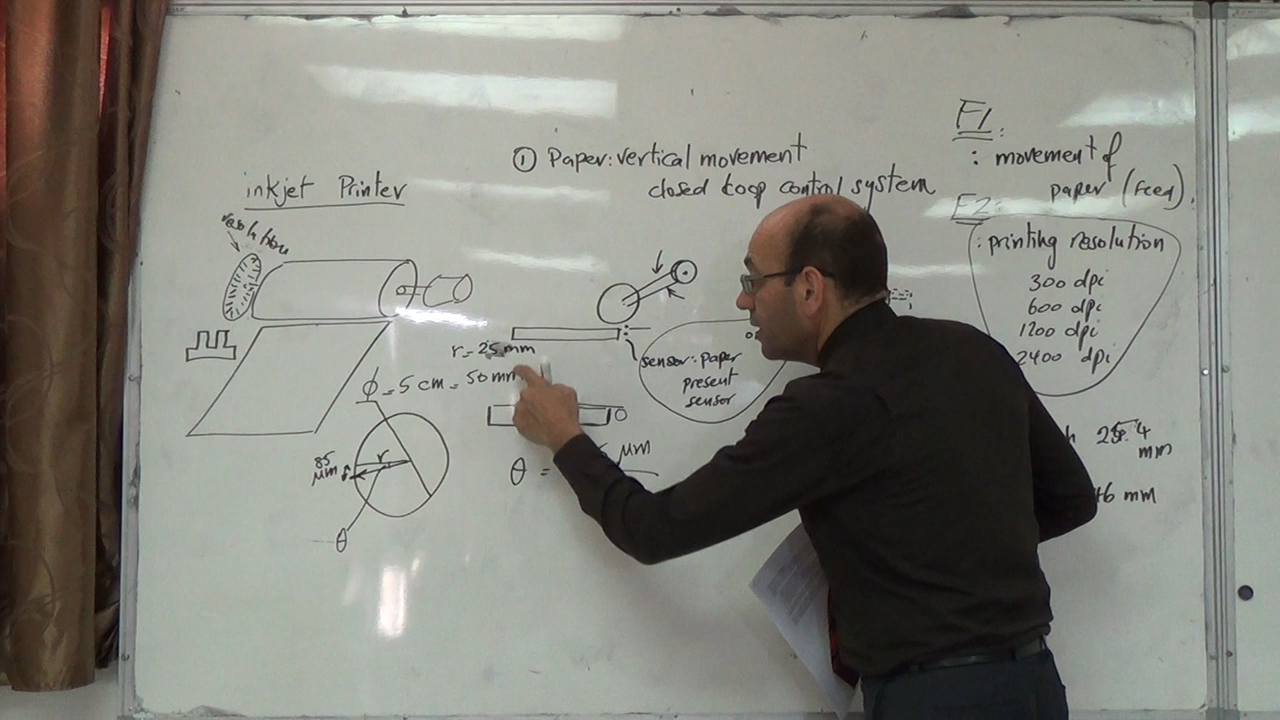 inkjet Printer
resolution
① Paper: vertical movement
closed loop control system
F1:
: movement of
paper (Feed).
F2:
: printing resolution
300 dpi
600 dpi
1200 dpi
2400 dpi
sensor: paper
present
sensor
r = 25 mm
ϕ = 5 cm = 50 mm
85
μm
r
θ
θ =
μm
25.4
mm
mm